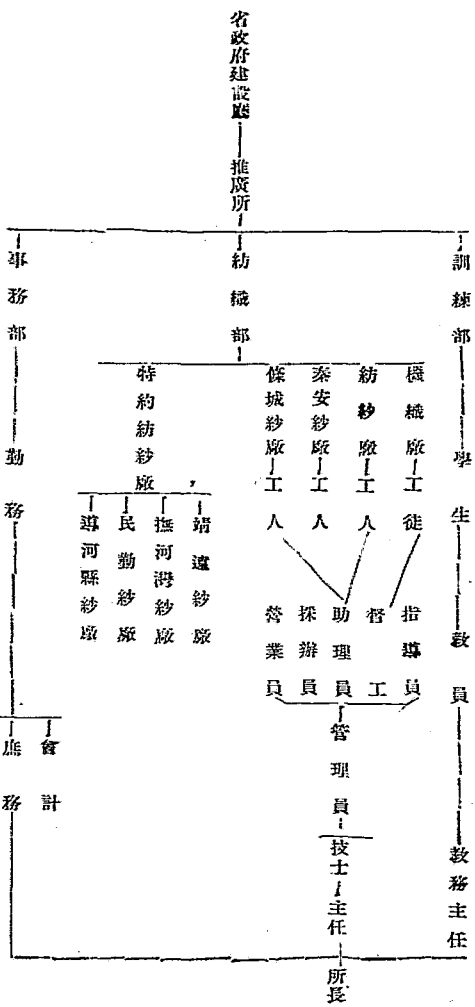 省政府建設廳
推廣所
訓練部
學生
教員
教務主任
紡織部
機織廠
工徒
紡紗廠
工人
秦安紗廠
工人
條城紗廠
工人
特約紡紗廠
靖遠紗廠
撫河灣紗廠
民勤紗廠
導河縣紗廠
指導員
督工
助理員
採辦員
營業員
管理員
技士
主任
所長
事務部
勤務
會計
庶務